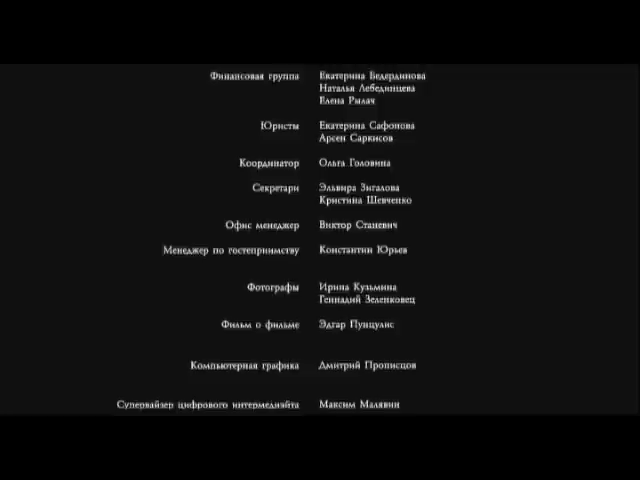 Финансовая группа Екатерина Ведердинова
Наталья Лебединцева
Елена Рылач
Юристы Екатерина Сафонова
Арсен Саркисов
Координатор Ольга Головина
Секретари Эльвира Зигалова
Кристина Шевченко
Офис менеджер Виктор Станевич
Менеджер по гостеприимству Константин Юрьев
Фотографы Ирина Кузьмина
Геннадий Зеленковец
Фильм о фильме Эдгар Пунцулис
Компьютерная графика Дмитрий Прописцов
Супервайзер цифрового интермедиэйта Максим Малявин